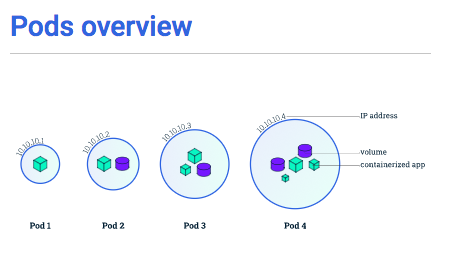 Pods overview
10.10.10.1
10.10.10.2
10.10.10.3
10.10.10.4
IP address
volume
containerized app
Pod 1
Pod 2
Pod 3
Pod 4